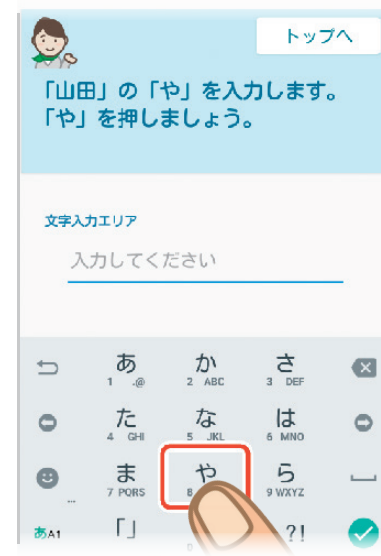 トップへ
「山田」の「や」を入力します。
「や」を押しましょう。
文字入力エリア
入力してください
あ か さ
1 .@ 2 ABC 3 DEF
た な は
4 GHI 5 JKL 6 MNO
ま や ら
7 PQRS 8 9 WXYZ
あA1 「」 ?!